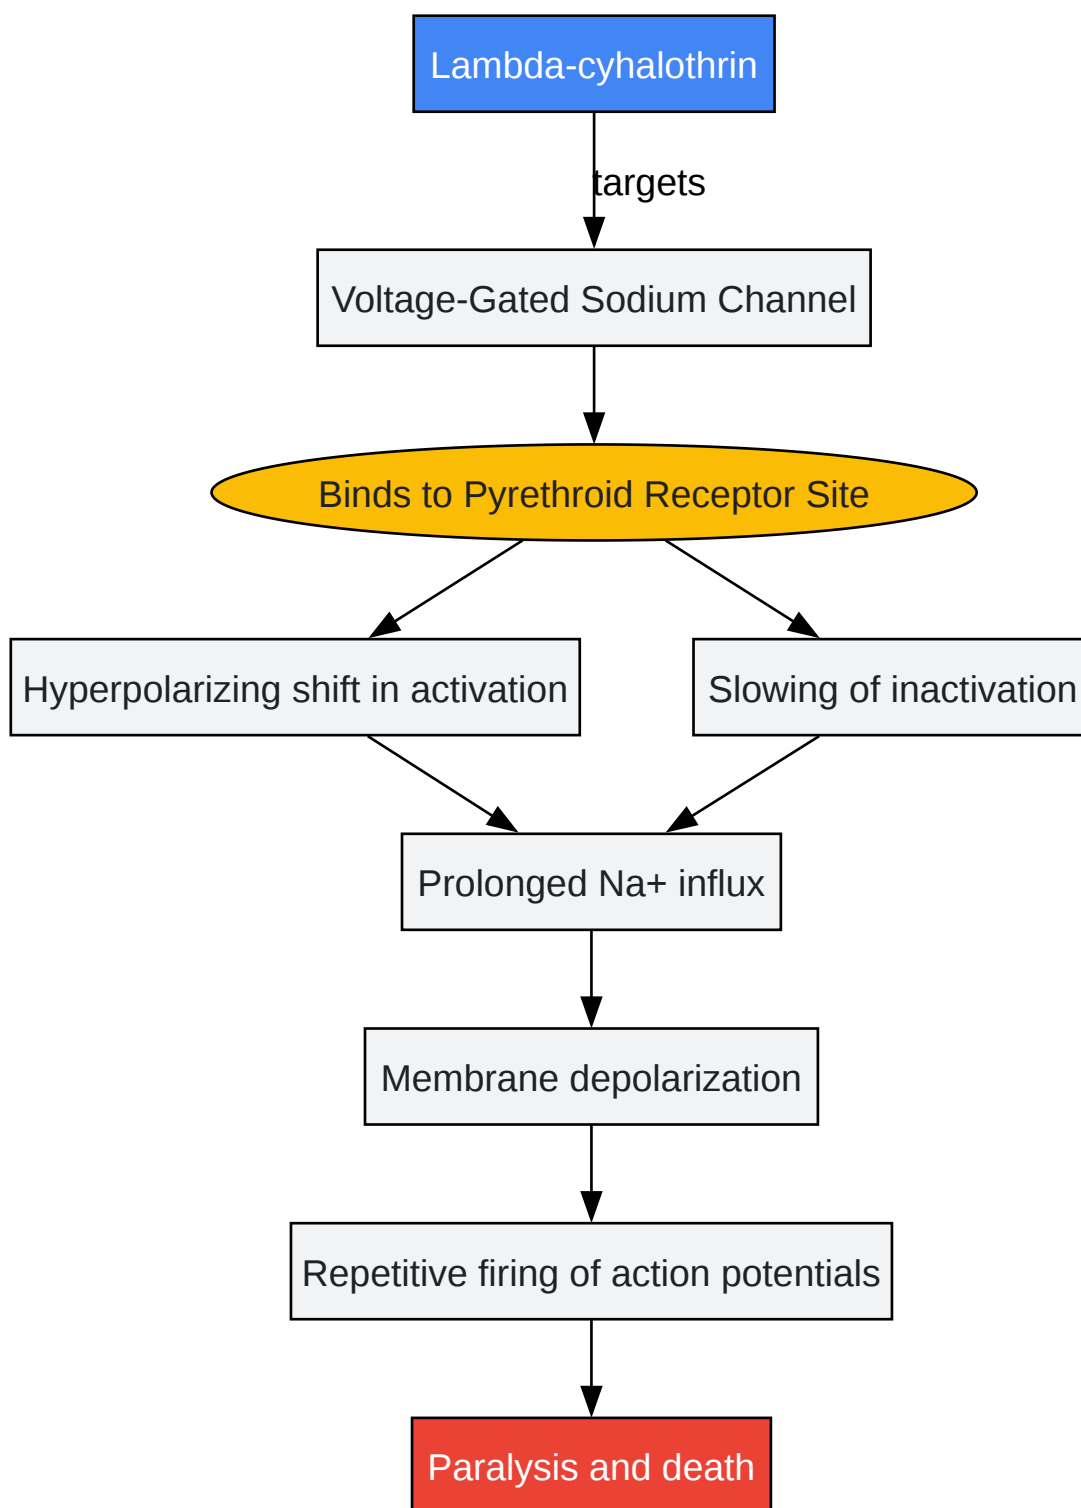 Lambda-cyhalothrin
targets
Voltage-Gated Sodium Channel
Binds to Pyrethroid Receptor Site
Hyperpolarizing shift in activation
Slowing of inactivation
Prolonged Na+ influx
Membrane depolarization
Repetitive firing of action potentials
Paralysis and death